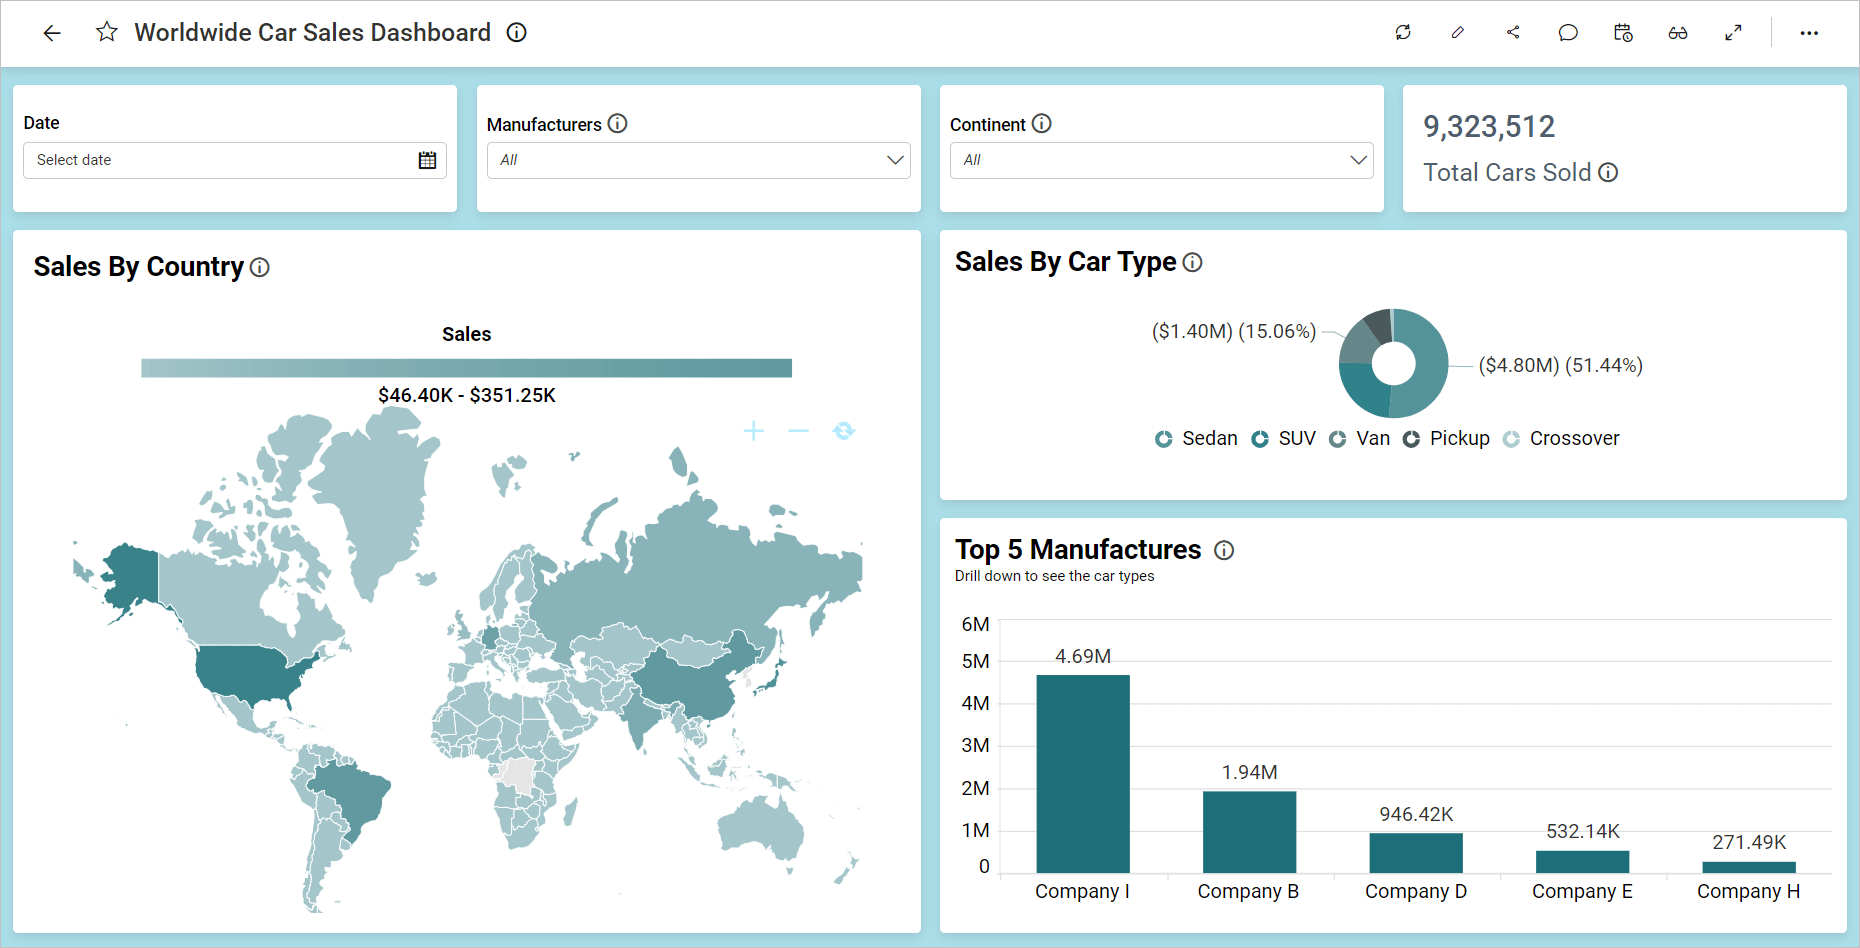 Worldwide Car Sales Dashboard
Date
Select date
Manufacturers
All
Continent
All
9,323,512
Total Cars Sold
Sales By Country
Sales
$46.40K - $351.25K
Sales By Car Type
($1.40M) (15.06%)
($4.80M) (51.44%)
Sedan SUV Van Pickup Crossover
Top 5 Manufactures
Drill down to see the car types
6M
5M
4M
3M
2M
1M
0
4.69M
1.94M
946.42K
532.14K
271.49K
Company I Company B Company D Company E Company H